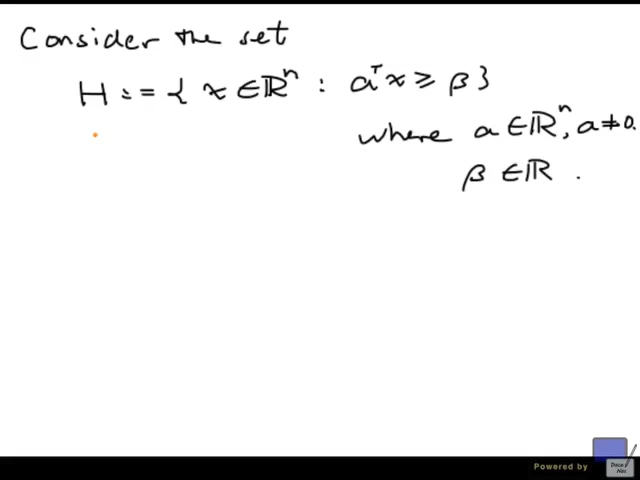 Consider the set
H := { x ∈ ℝⁿ : aᵀx ≥ β }
where a ∈ ℝⁿ, a ≠ 0.
β ∈ ℝ .
Powered by